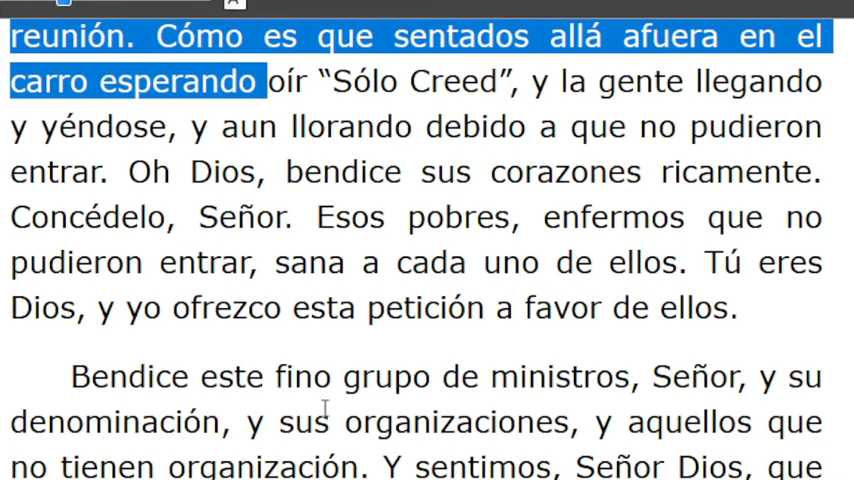 reunión. Cómo es que sentados allá afuera en el
carro esperando oír “Sólo Creed”, y la gente llegando
y yéndose, y aun llorando debido a que no pudieron
entrar. Oh Dios, bendice sus corazones ricamente.
Concédelo, Señor. Esos pobres, enfermos que no
pudieron entrar, sana a cada uno de ellos. Tú eres
Dios, y yo ofrezco esta petición a favor de ellos.
Bendice este fino grupo de ministros, Señor, y su
denominación, y sus organizaciones, y aquellos que
no tienen organización. Y sentimos, Señor Dios, que